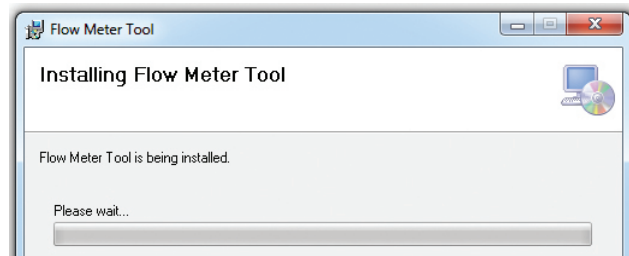 Flow Meter Tool
Installing Flow Meter Tool
Flow Meter Tool is being installed.
Please wait...